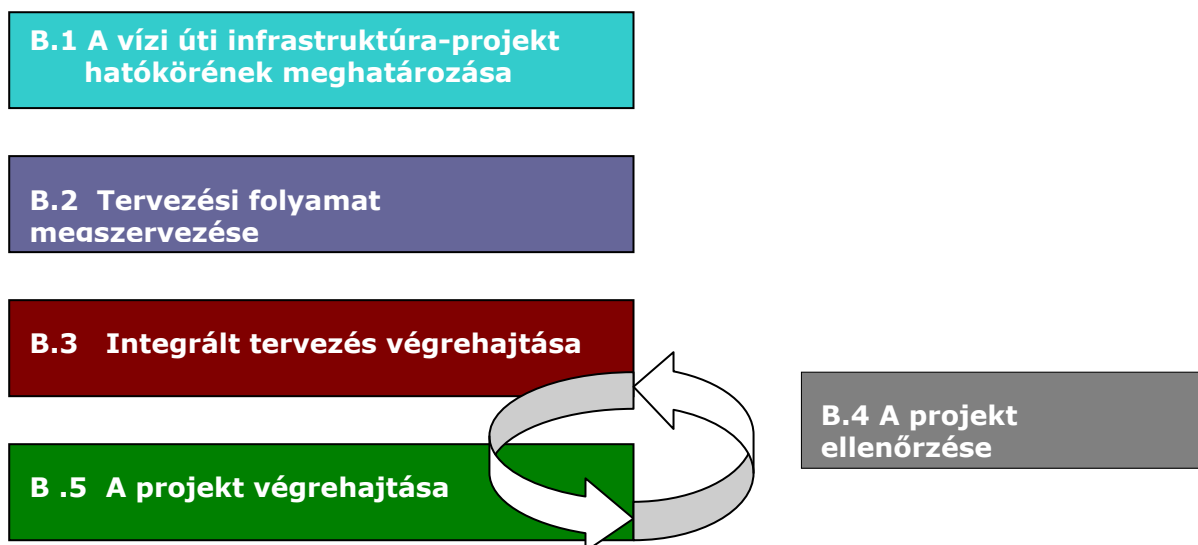 B.1 A vízi úti infrastruktúra-projekt
hatókörének meghatározása
B.2 Tervezési folyamat
megszervezése
B.3 Integrált tervezés végrehajtása
B.4 A projekt
ellenőrzése
B .5 A projekt végrehajtása